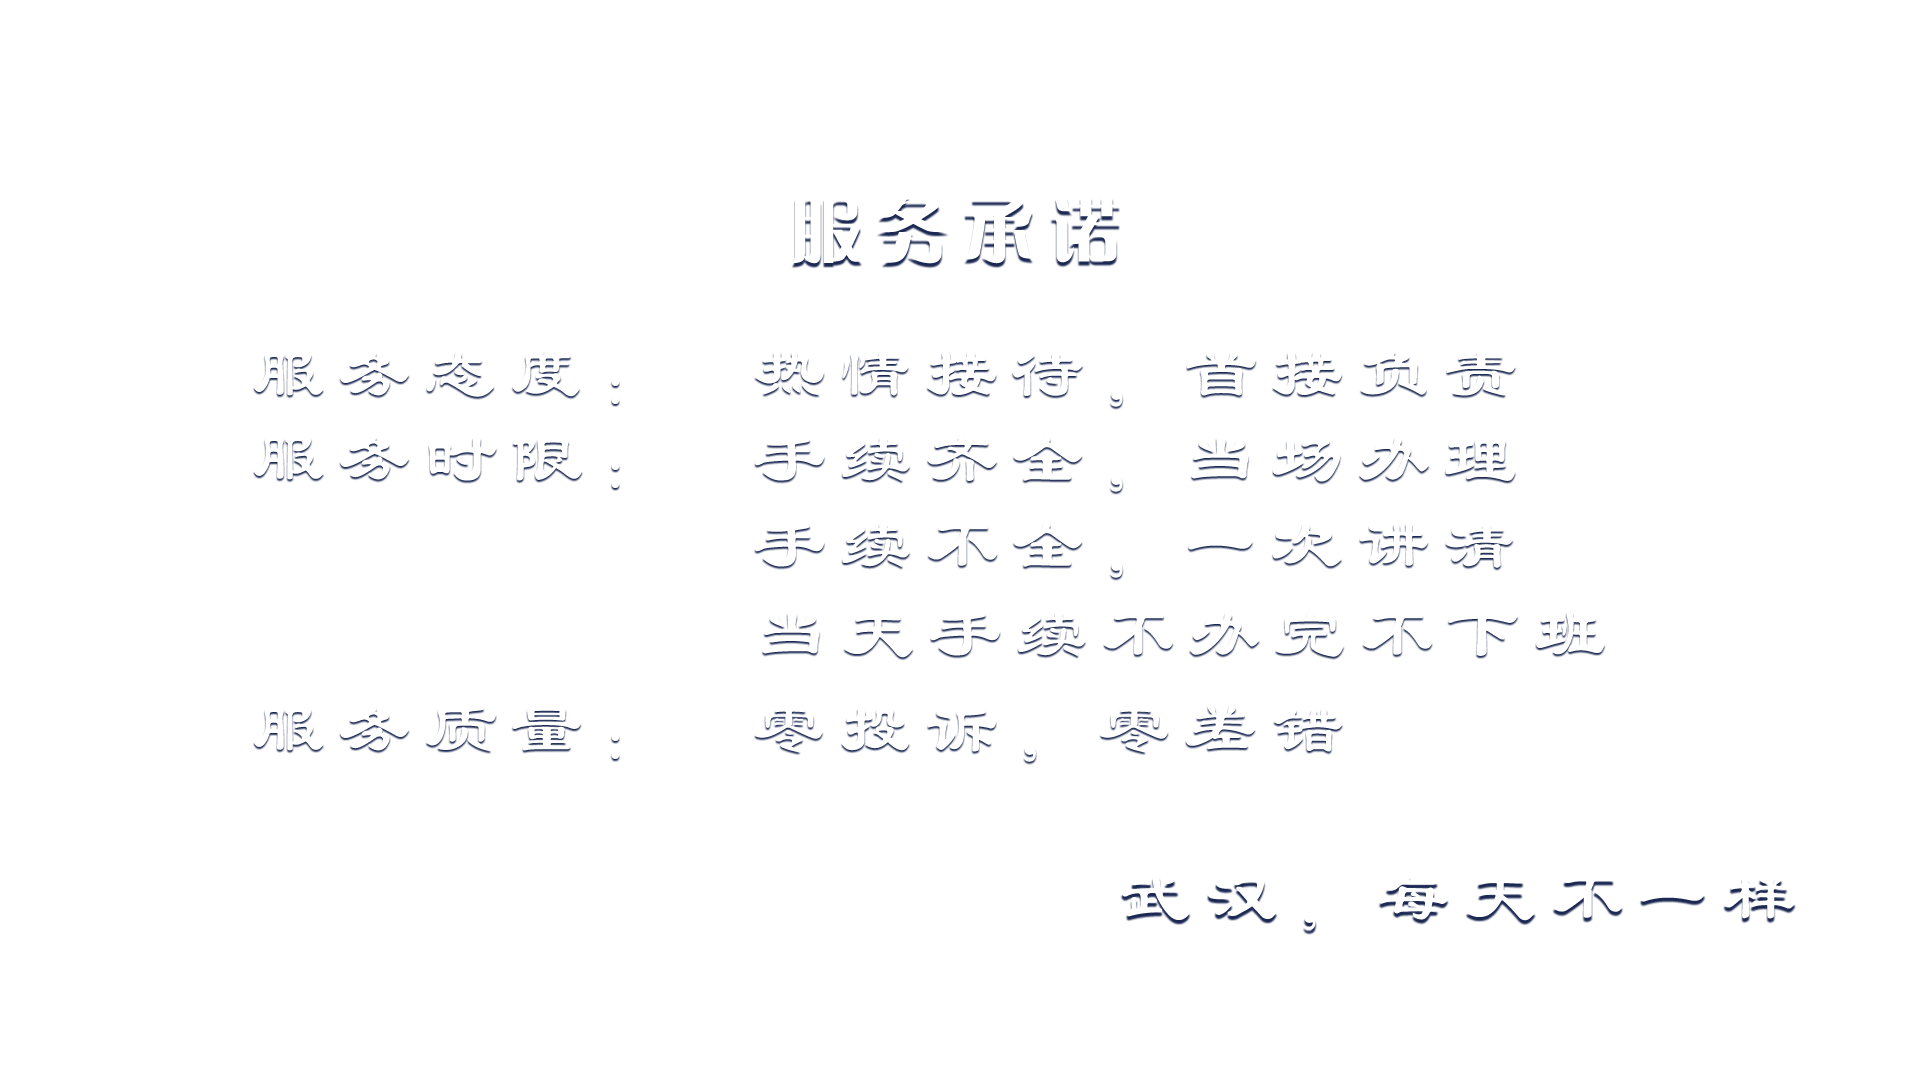 服务承诺
服务态度： 热情接待，首接负责
服务时限： 手续齐全，当场办理
手续不全，一次讲清
当天手续不办完不下班
服务质量： 零投诉，零差错
武汉，每天不一样